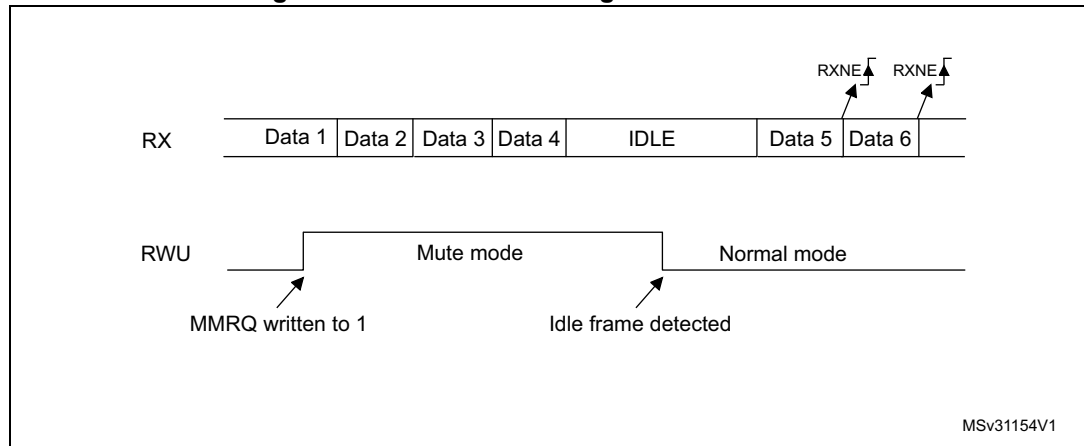 RXNE RXNE
RX Data 1 Data 2 Data 3 Data 4 IDLE Data 5 Data 6
RWU Mute mode Normal mode
MMRQ written to 1 Idle frame detected
MSv31154V1